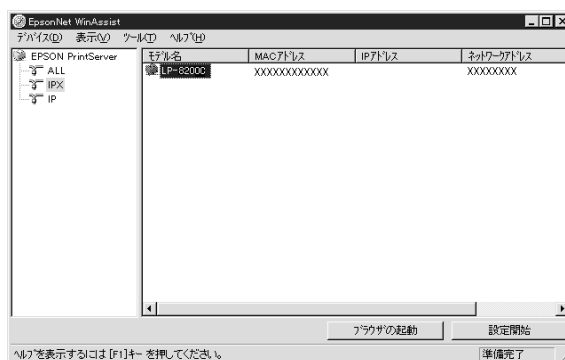 EpsonNet WinAssist
ﾃﾞﾊﾞｲｽ(D) 表示(V) ﾂｰﾙ(T) ﾍﾙﾌﾟ(H)
EPSON PrintServer
ALL
IPX
IP
ﾓﾃﾞﾙ名 MACｱﾄﾞﾚｽ IPｱﾄﾞﾚｽ ﾈｯﾄﾜｰｸｱﾄﾞﾚｽ
LP-8200C XXXXXXXXXXXX XXXXXXXX
ﾌﾞﾗｳｻﾞの起動 設定開始
ﾍﾙﾌﾟを表示するには [F1]ｷｰ を押してください。 準備完了